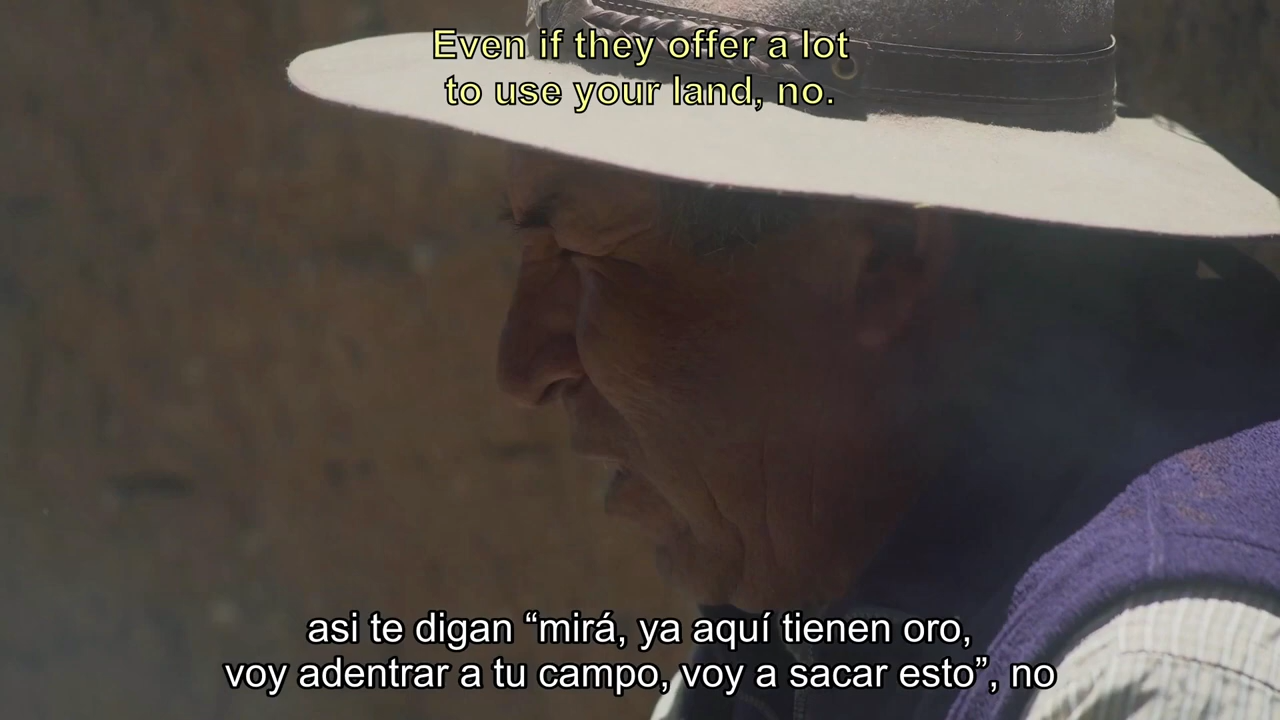 Even if they offer a lot
to use your land, no.
asi te digan “mirá, ya aquí tienen oro,
voy adentrar a tu campo, voy a sacar esto”, no